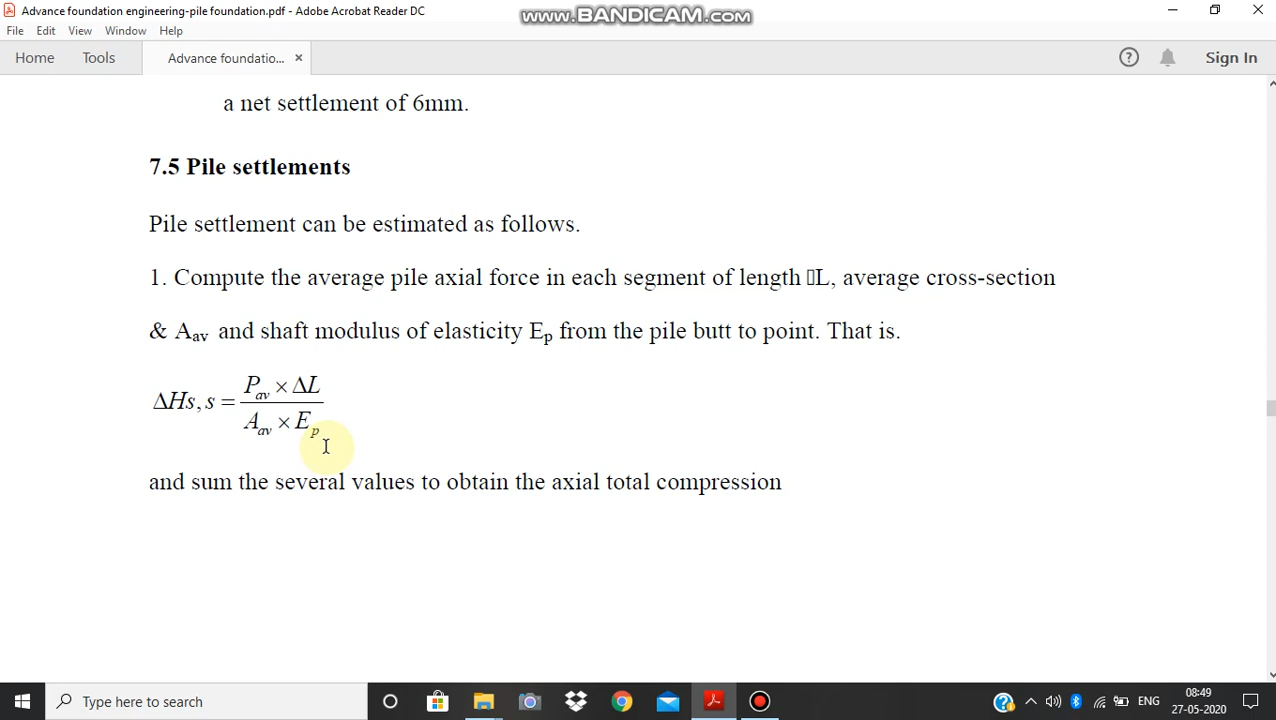 Advance foundation engineering-pile foundation.pdf - Adobe Acrobat Reader DC
www.BANDICAM.com
File Edit View Window Help
Home Tools Advance foundatio... × Sign In
a net settlement of 6mm.
7.5 Pile settlements
Pile settlement can be estimated as follows.
1. Compute the average pile axial force in each segment of length L, average cross-section
& Aav and shaft modulus of elasticity Ep from the pile butt to point. That is.
ΔHs, s = (Pav × ΔL) / (Aav × Ep)
and sum the several values to obtain the axial total compression
Type here to search
ENG
08:49
27-05-2020